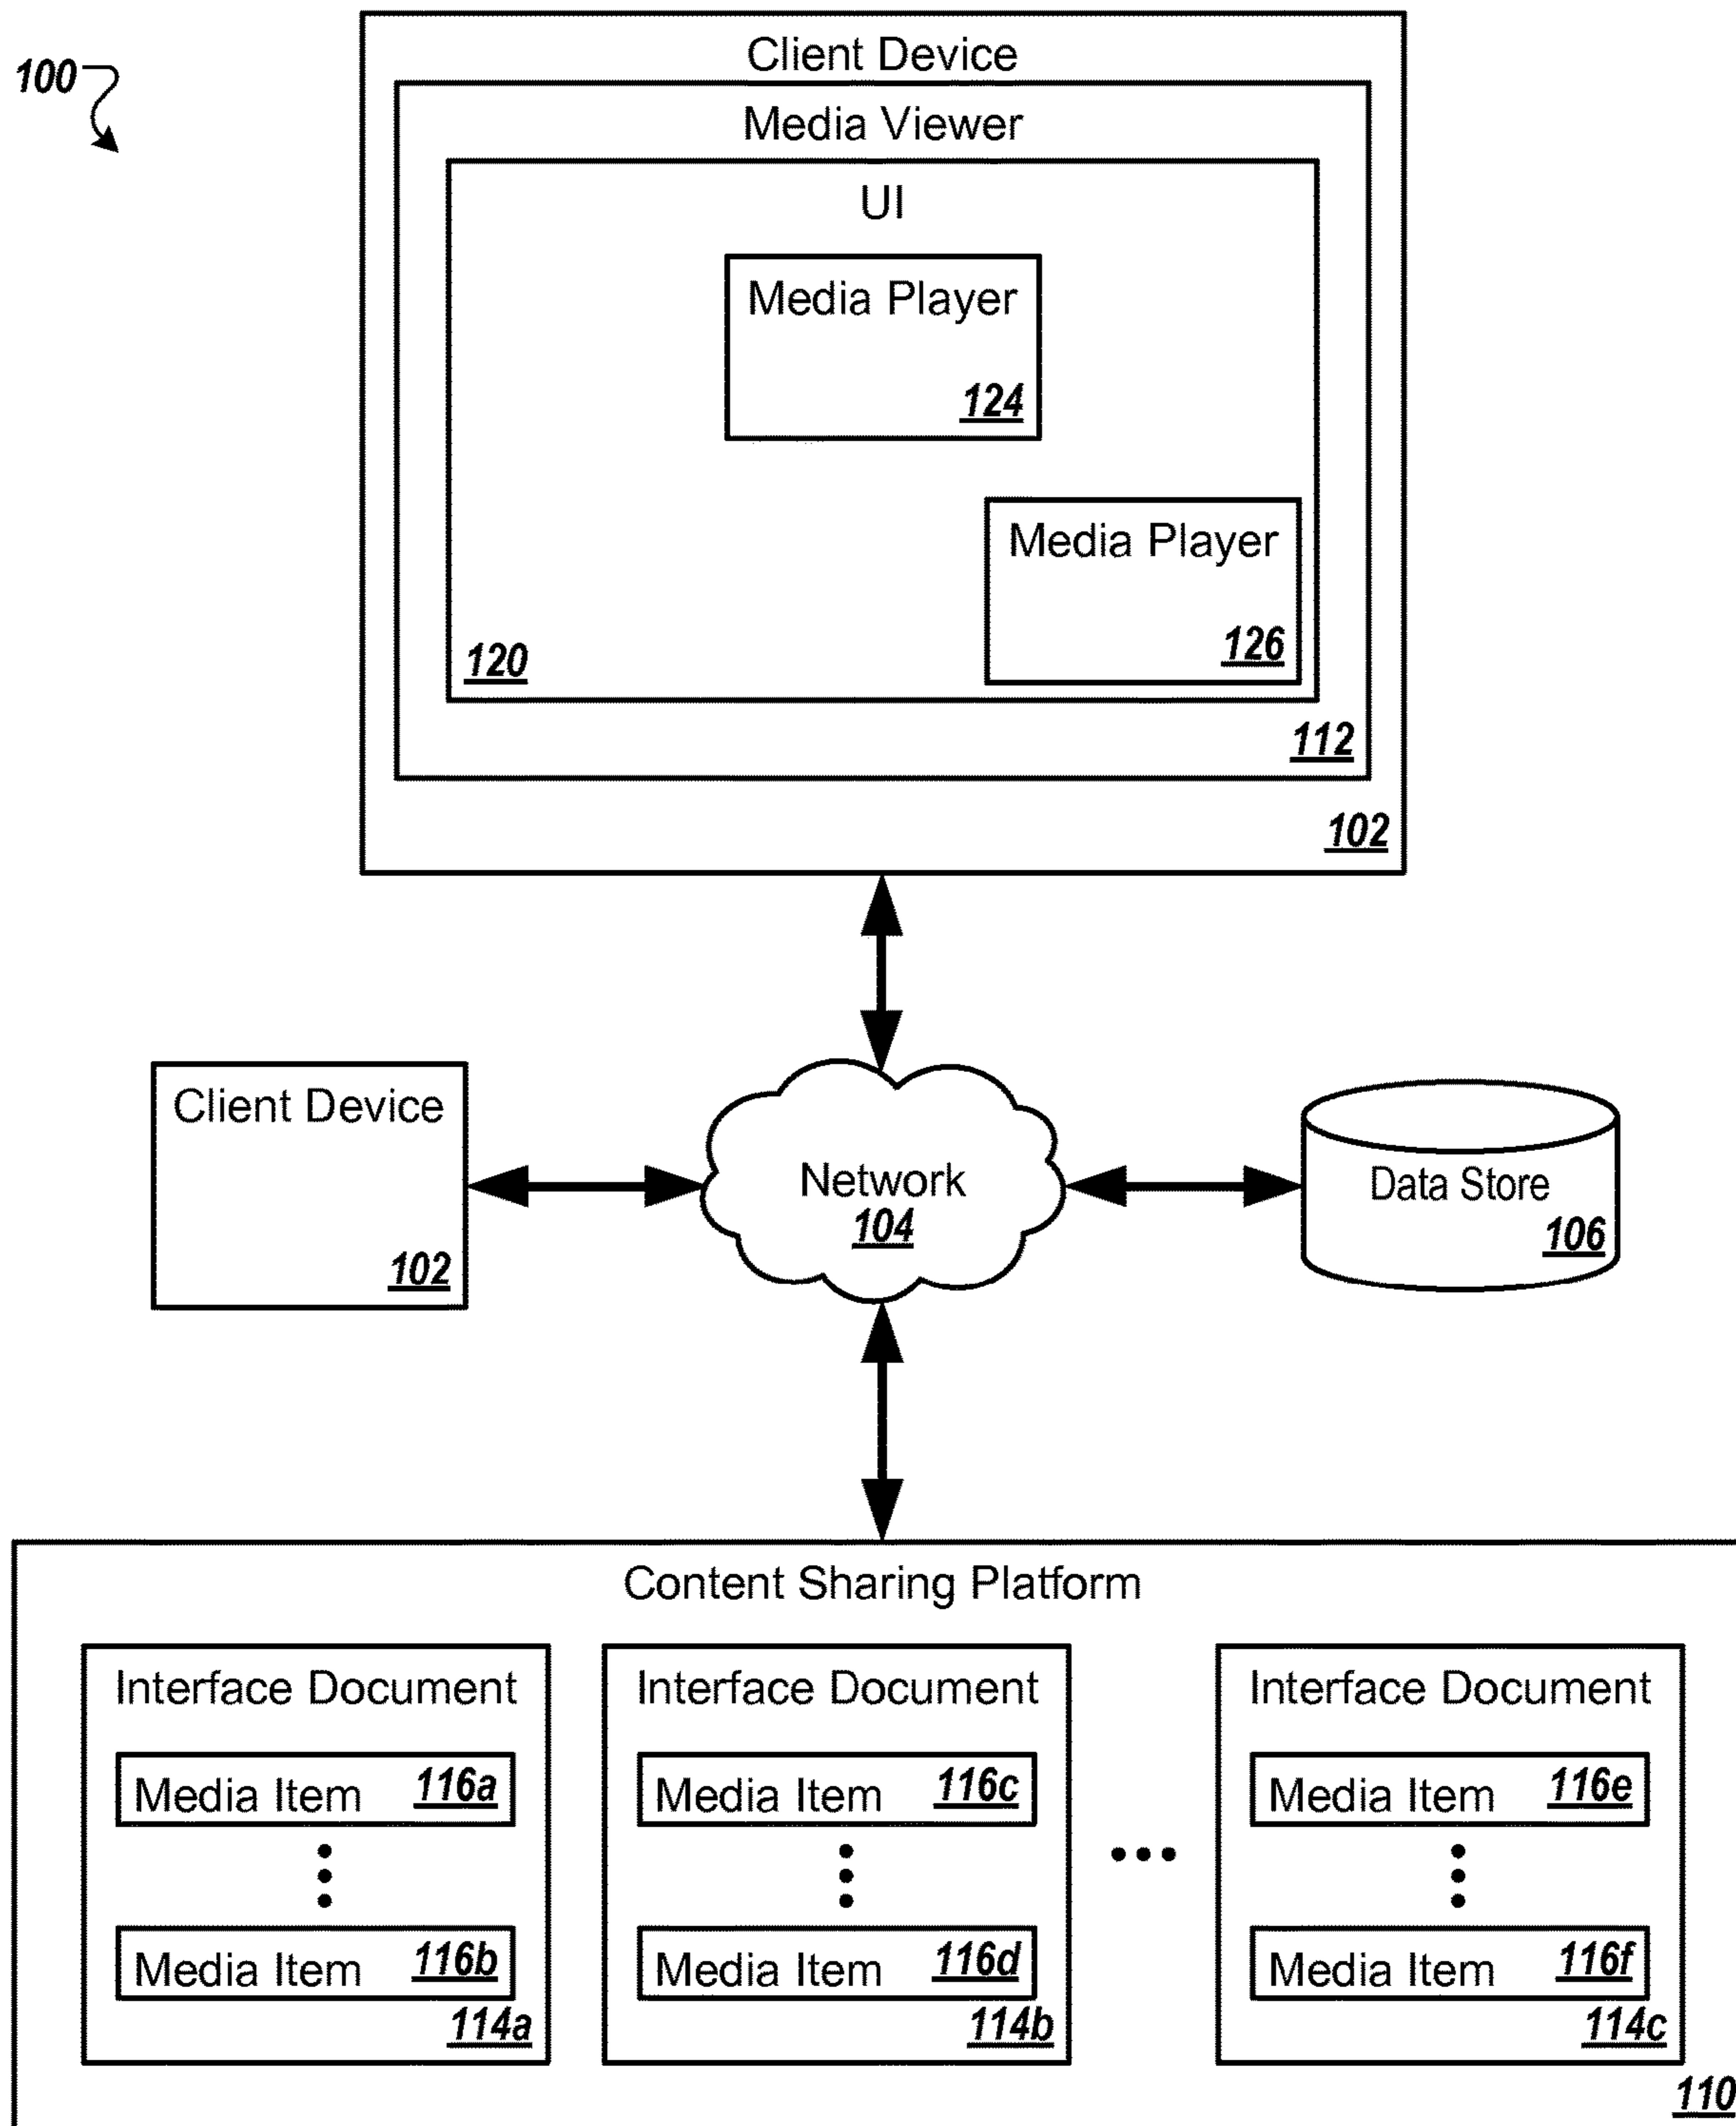 100
Client Device
Media Viewer
UI
Media Player
124
Media Player
126
120
112
102
Client Device
102
Network
104
Data Store
106
Content Sharing Platform
Interface Document
Media Item 116a
Media Item 116b
114a
Interface Document
Media Item 116c
Media Item 116d
114b
Interface Document
Media Item 116e
Media Item 116f
114c
110